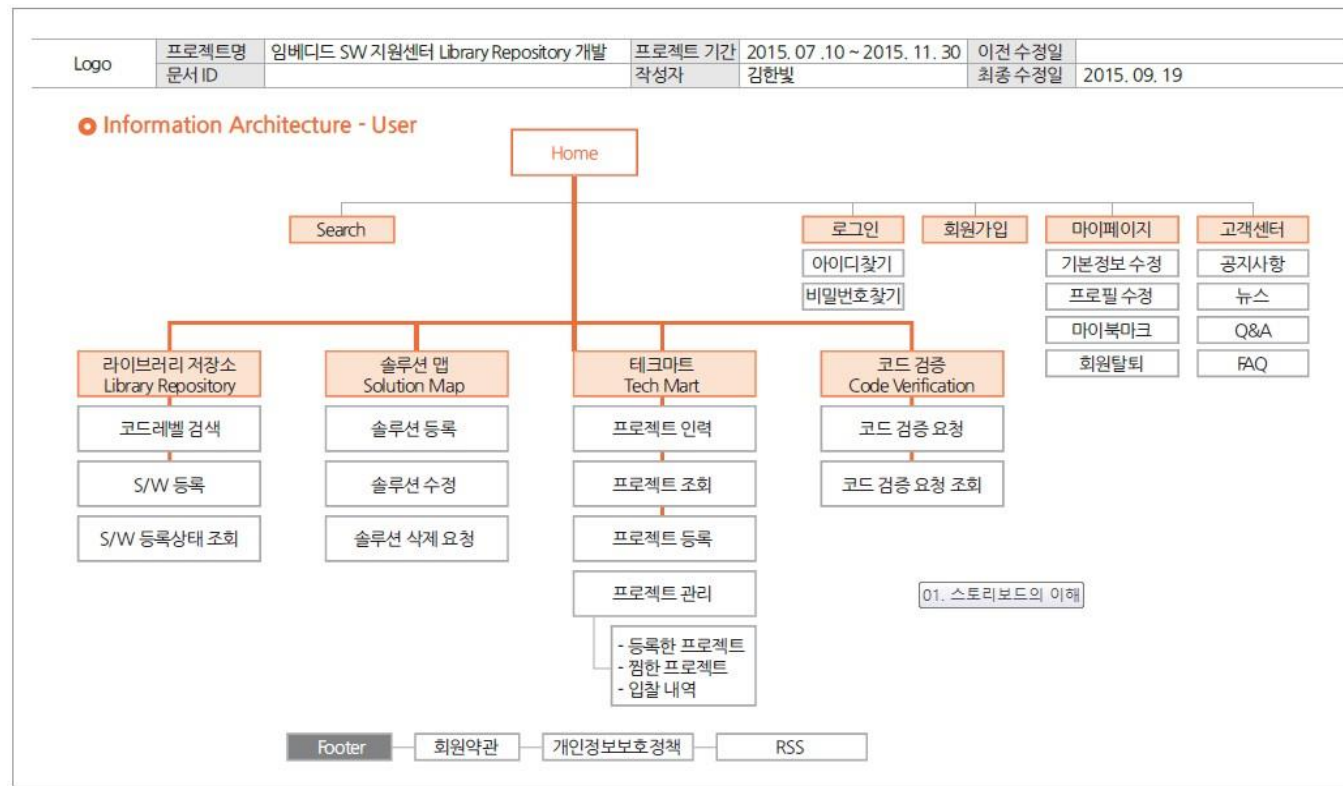 Logo
프로젝트명
임베디드 SW 지원센터 Library Repository 개발
프로젝트 기간
2015. 07 .10 ~ 2015. 11. 30
이전 수정일
문서 ID
작성자
김한빛
최종 수정일
2015. 09. 19
Information Architecture - User
Home
Search
로그인
회원가입
마이페이지
고객센터
아이디찾기
기본정보 수정
공지사항
비밀번호찾기
프로필 수정
뉴스
마이북마크
Q&A
회원탈퇴
FAQ
라이브러리 저장소
Library Repository
솔루션 맵
Solution Map
테크마트
Tech Mart
코드 검증
Code Verification
코드레벨 검색
솔루션 등록
프로젝트 인력
코드 검증 요청
S/W 등록
솔루션 수정
프로젝트 조회
코드 검증 요청 조회
S/W 등록상태 조회
솔루션 삭제 요청
프로젝트 등록
프로젝트 관리
01. 스토리보드의 이해
- 등록한 프로젝트
- 찜한 프로젝트
- 입찰 내역
Footer
회원약관
개인정보보호정책
RSS